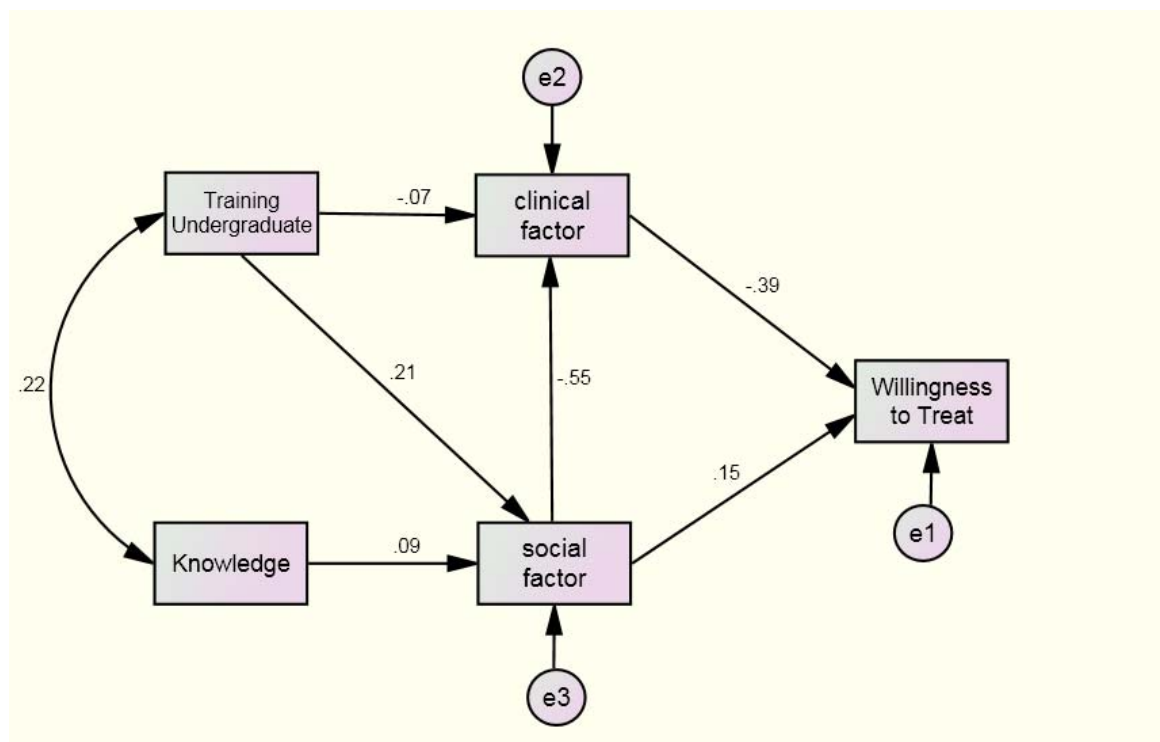 e2
Training
Undergraduate
-.07
clinical
factor
-.39
.22
.21
-.55
Willingness
to Treat
.15
e1
Knowledge
.09
social
factor
e3